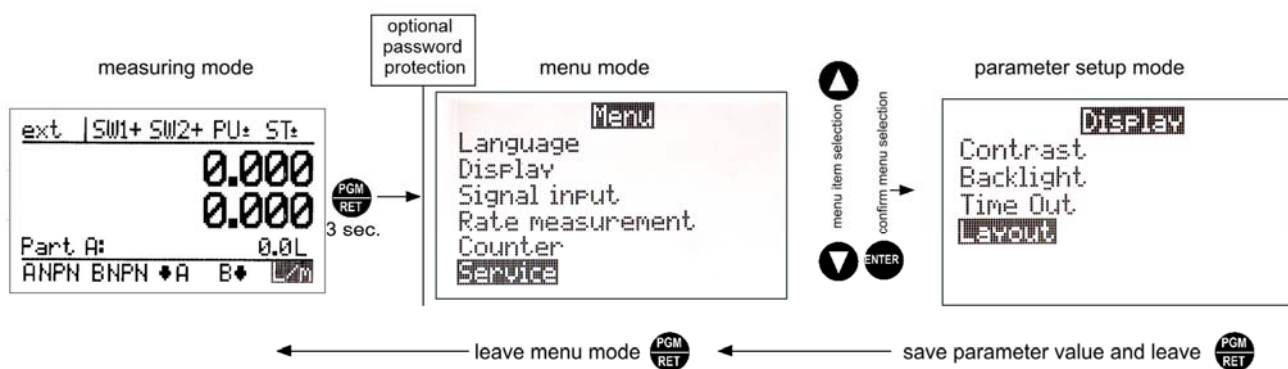 optional
password
protection
measuring mode
menu mode
parameter setup mode
ext |SW1+ SW2+ PU± ST±
0.000
0.000
Part A: 0.0L
ANPN BNPN ♦A B♦ L/m
PGM
RET
3 sec.
Menu
Language
Display
Signal input
Rate measurement
Counter
Service
menu item selection
confirm menu selection
ENTER
Display
Contrast
Backlight
Time Out
Layout
leave menu mode PGM
RET
save parameter value and leave PGM
RET